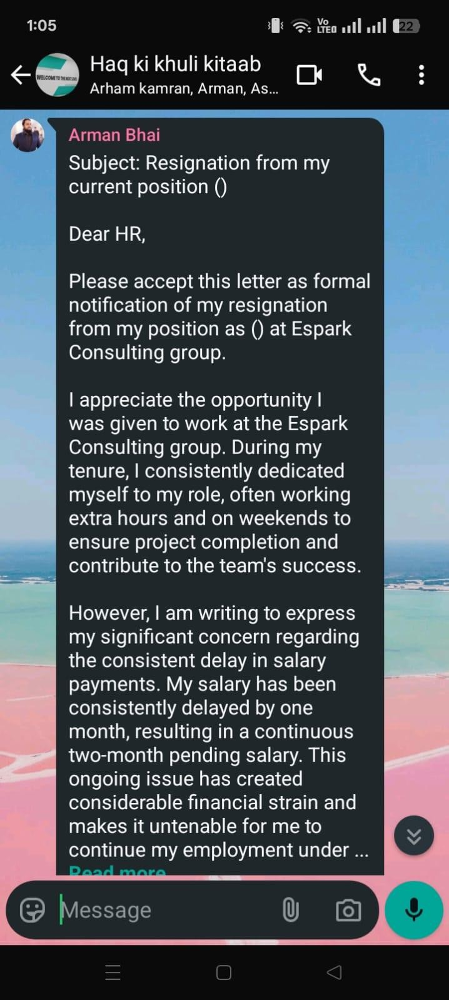 1:05
Vo
LTE
22
Haq ki khuli kitaab
Arham kamran, Arman, As...
WELCOME TO THE
Arman Bhai
Subject: Resignation from my
current position ()
Dear HR,
Please accept this letter as formal
notification of my resignation
from my position as () at Espark
Consulting group.
I appreciate the opportunity I
was given to work at the Espark
Consulting group. During my
tenure, I consistently dedicated
myself to my role, often working
extra hours and on weekends to
ensure project completion and
contribute to the team's success.
However, I am writing to express
my significant concern regarding
the consistent delay in salary
payments. My salary has been
consistently delayed by one
month, resulting in a continuous
two-month pending salary. This
ongoing issue has created
considerable financial strain and
makes it untenable for me to
continue my employment under ...
Read more
Message